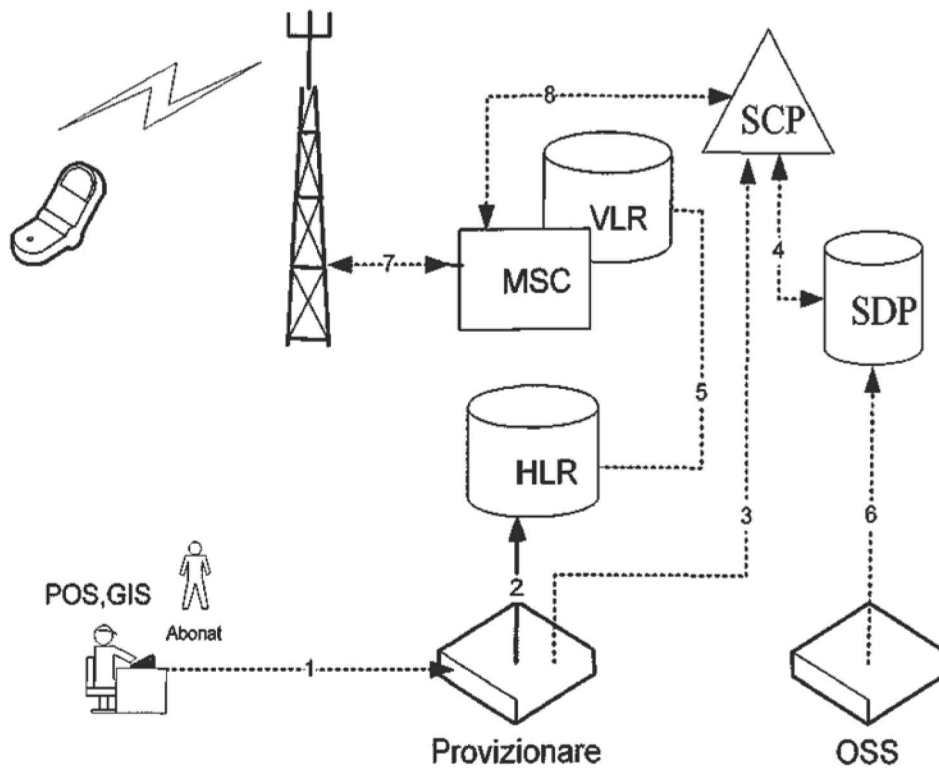 8
SCP
VLR
7
MSC
4
SDP
5
HLR
3
6
2
POS,GIS
Abonat
1
Provizionare
OSS